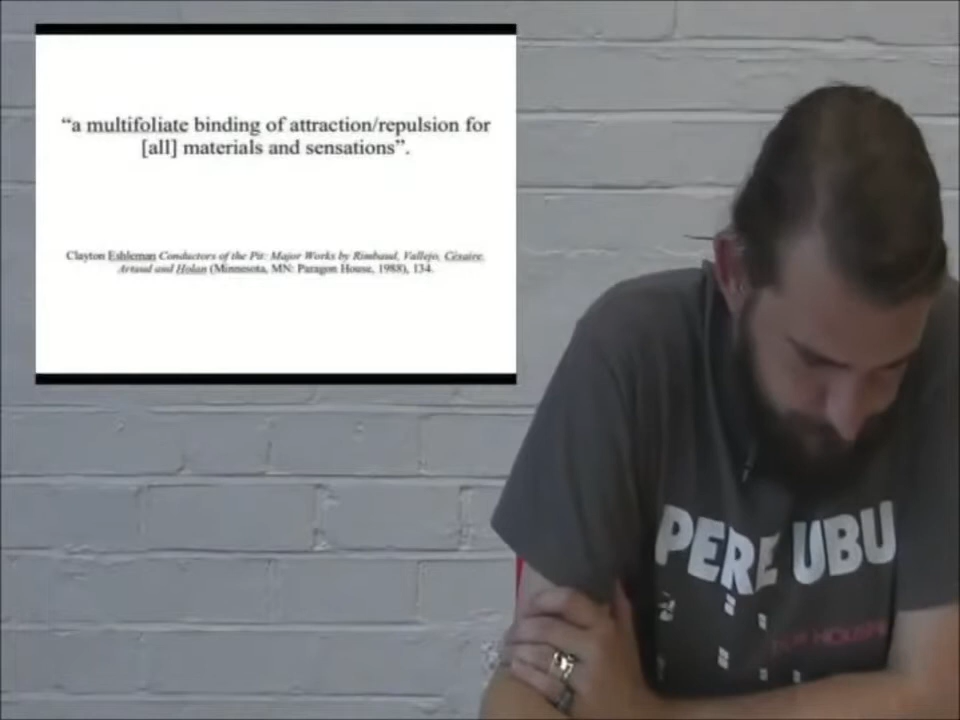 “a multifoliate binding of attraction/repulsion for
[all] materials and sensations”.
Clayton Eshleman Conductors of the Pit: Major Works by Rimbaud, Vallejo, Césaire,
Artaud and Holan (Minnesota, MN: Paragon House, 1988), 134.
PERE UBU